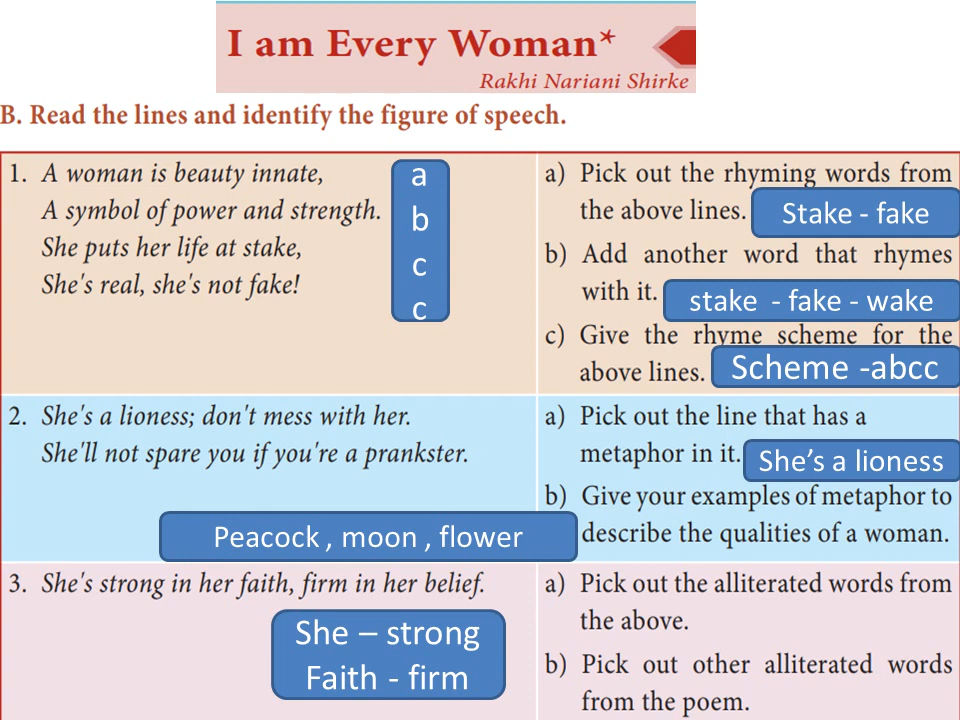 I am Every Woman*
Rakhi Nariani Shirke
B. Read the lines and identify the figure of speech.
1. A woman is beauty innate,
A symbol of power and strength.
She puts her life at stake,
She's real, she's not fake!
a
b
c
c
a) Pick out the rhyming words from
the above lines.
Stake - fake
b) Add another word that rhymes
with it.
stake - fake - wake
c) Give the rhyme scheme for the
above lines.
Scheme -abcc
2. She's a lioness; don't mess with her.
She'll not spare you if you're a prankster.
a) Pick out the line that has a
metaphor in it.
She's a lioness
b) Give your examples of metaphor to
describe the qualities of a woman.
Peacock , moon , flower
3. She's strong in her faith, firm in her belief.
She – strong
Faith - firm
a) Pick out the alliterated words from
the above.
b) Pick out other alliterated words
from the poem.